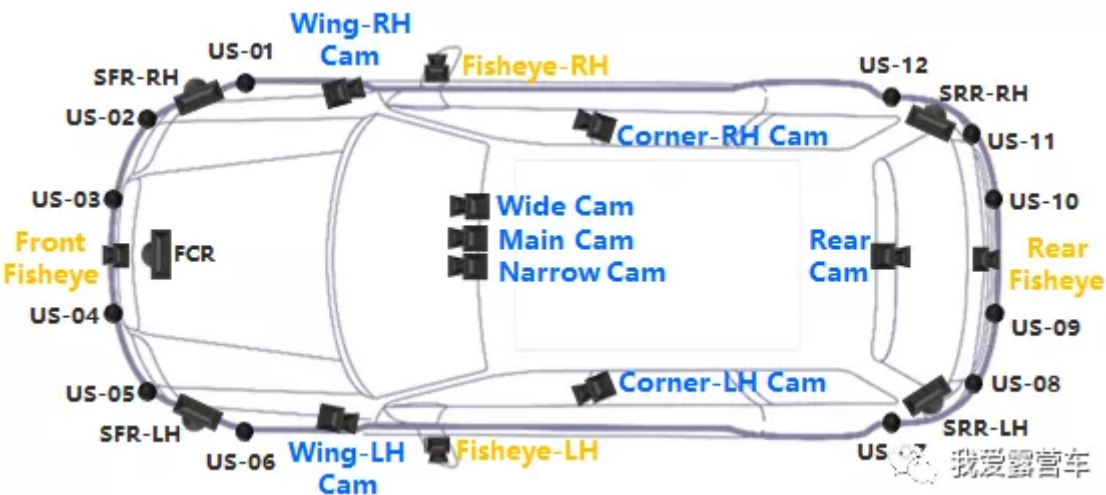 Wing-RH
Cam
US-01
Fisheye-RH
SFR-RH
US-12
SRR-RH
US-02
Corner-RH Cam
US-11
US-03
Wide Cam
US-10
Front
Fisheye
FCR
Main Cam
Narrow Cam
Rear
Cam
Rear
Fisheye
US-04
US-09
Corner-LH Cam
US-08
US-05
SFR-LH
US-06
Wing-LH
Cam
Fisheye-LH
US-07
SRR-LH
我爱露营车